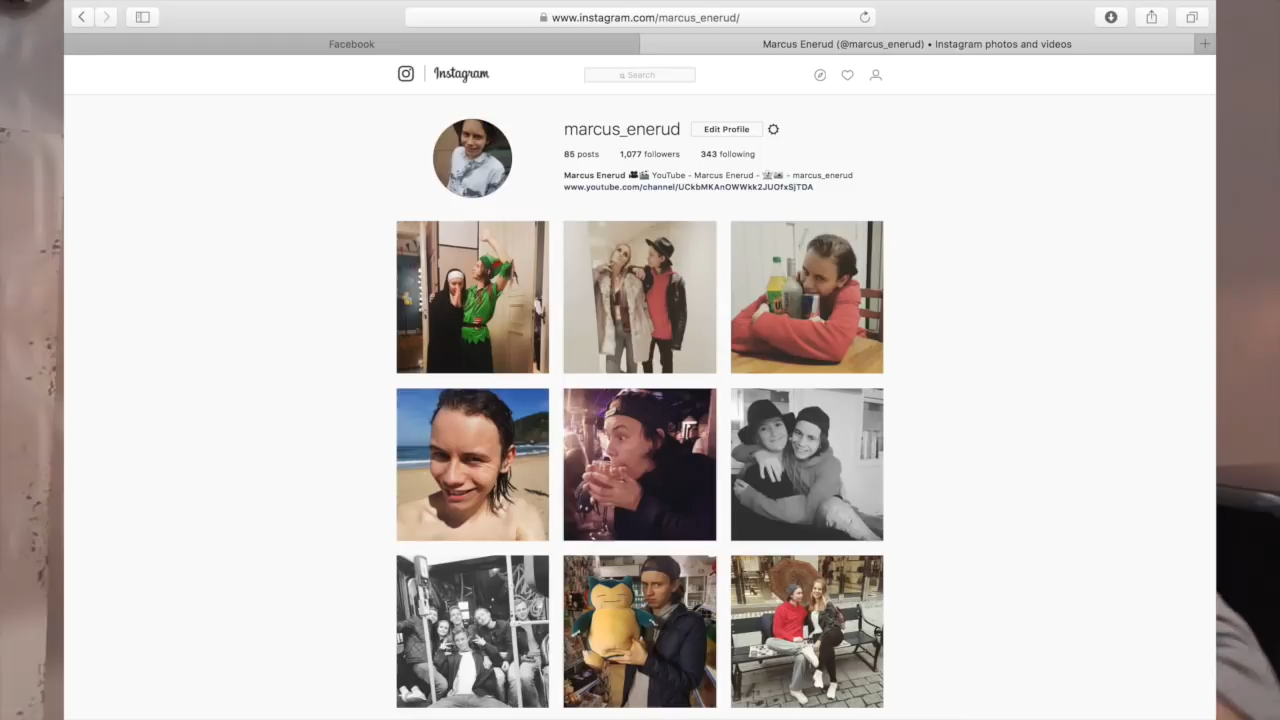 www.instagram.com/marcus_enerud/
Facebook
Marcus Enerud (@marcus_enerud) • Instagram photos and videos
Instagram
Search
marcus_enerud Edit Profile
85 posts 1,077 followers 343 following
Marcus Enerud 🎥🎬 YouTube - Marcus Enerud - - marcus_enerud
www.youtube.com/channel/UCkbMKAnOWWkk2JUOfxSjTDA